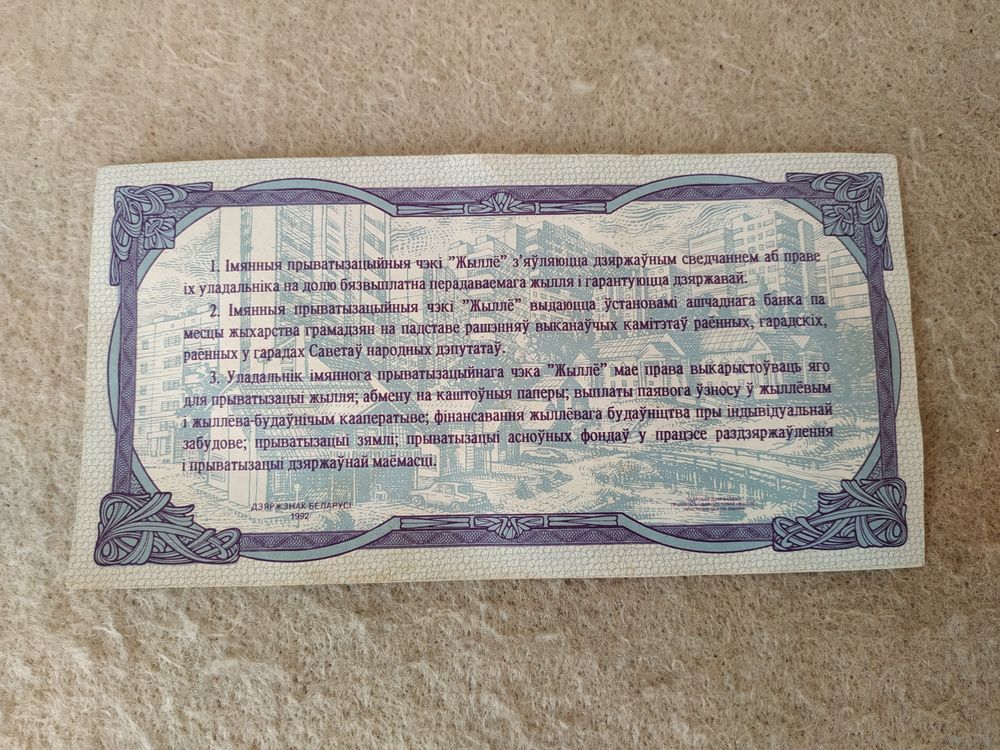 1. Імянныя прыватызацыйныя чэкі "Жыллё" з'яўляюцца дзяржаўным сведчаннем аб праве
іх уладальніка на долю бязвыплатна перадаваемага жылля і гарантуюцца дзяржавай.
2. Імянныя прыватызацыйныя чэкі "Жыллё" выдаюцца ўстановамі ашчаднага банка па
месцы жыхарства грамадзян на падставе рашэнняў выканаўчых камітэтаў раённых, гарадскіх,
раённых у гарадах Саветаў народных дэпутатаў.
3. Уладальнік імяннога прыватызацыйнага чэка "Жыллё" мае права выкарыстоўваць яго
для прыватызацыі жылля; абмену на каштоўныя паперы; выплаты паявога ўзносу ў жыллёвым
і жыллёва-будаўнічым кааператыве; фінансавання жыллёвага будаўніцтва пры індывідуальнай
забудове; прыватызацыі зямлі; прыватызацыі асноўных фондаў у працэсе раздзяржаўлення
і прыватызацыі дзяржаўнай маёмасці.
ДЗЯРЖЗНАК БЕЛАРУСІ
1992